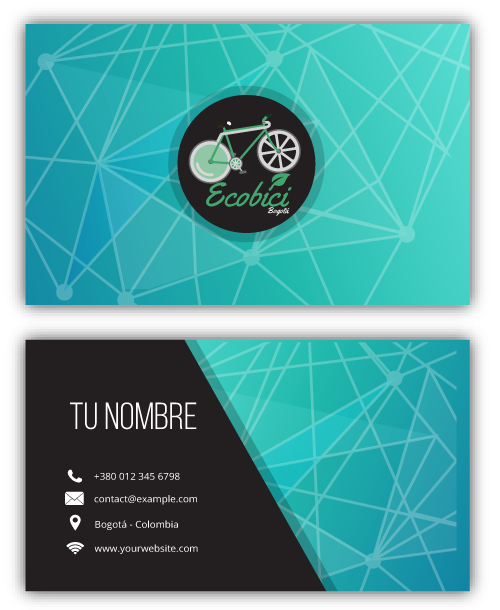 Ecobici
Bogotá
TU NOMBRE
+380 012 345 6798
contact@example.com
Bogotá - Colombia
www.yourwebsite.com